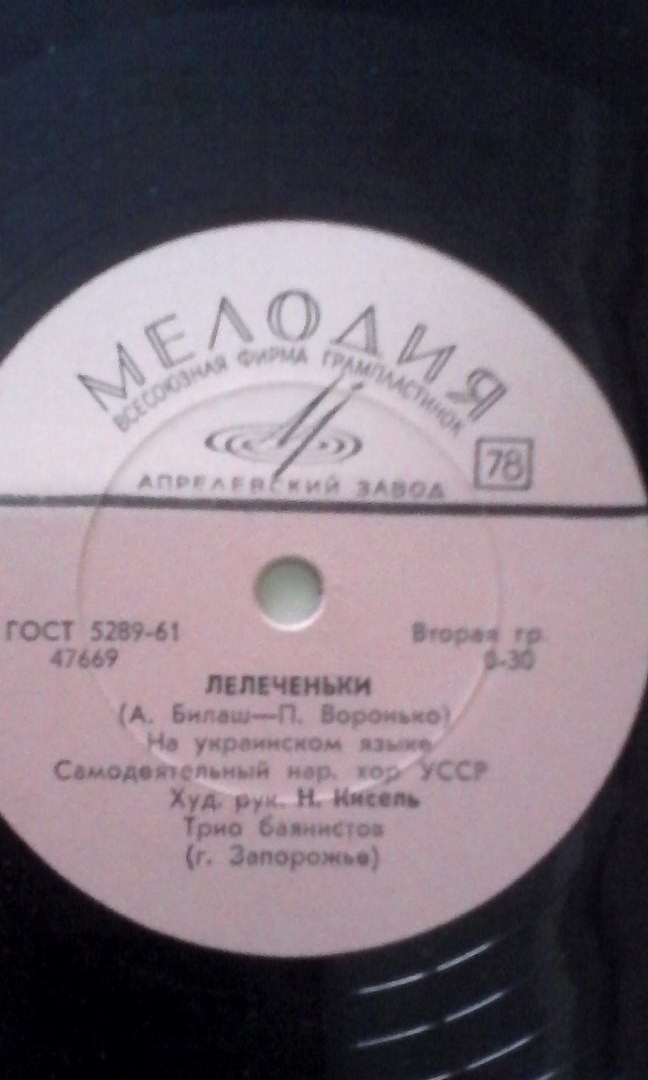 МЕЛОДИЯ
ВСЕСОЮЗНАЯ ФИРМА ГРАМПЛАСТИНОК
78
АПРЕЛЕВСКИЙ ЗАВОД
ГОСТ 5289-61 Вторая гр.
47669 0-30
ЛЕЛЕЧЕНЬКИ
(А. Билаш—П. Воронько)
На украинском языке
Самодеятельный нар. хор УССР
Худ. рук. Н. Кисель
Трио баянистов
(г. Запорожье)